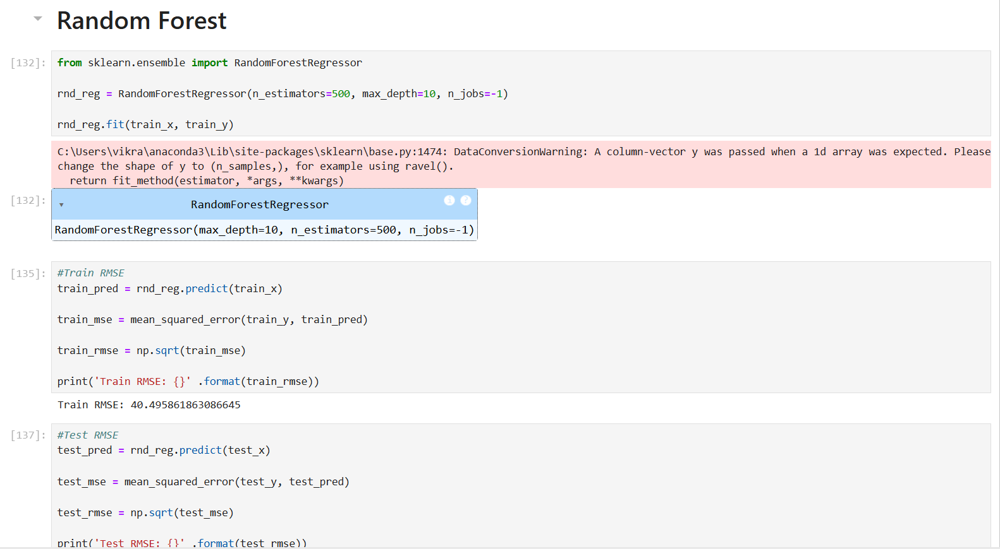 Random Forest
[132]:
from sklearn.ensemble import RandomForestRegressor
rnd_reg = RandomForestRegressor(n_estimators=500, max_depth=10, n_jobs=-1)
rnd_reg.fit(train_x, train_y)
C:\Users\vikra\anaconda3\Lib\site-packages\sklearn\base.py:1474: DataConversionWarning: A column-vector y was passed when a 1d array was expected. Please
change the shape of y to (n_samples,), for example using ravel().
  return fit_method(estimator, *args, **kwargs)
[132]:
RandomForestRegressor
i ?
RandomForestRegressor(max_depth=10, n_estimators=500, n_jobs=-1)
[135]:
#Train RMSE
train_pred = rnd_reg.predict(train_x)
train_mse = mean_squared_error(train_y, train_pred)
train_rmse = np.sqrt(train_mse)
print('Train RMSE: {}' .format(train_rmse))
Train RMSE: 40.495861863086645
[137]:
#Test RMSE
test_pred = rnd_reg.predict(test_x)
test_mse = mean_squared_error(test_y, test_pred)
test_rmse = np.sqrt(test_mse)
print('Test RMSE: {}' .format(test_rmse))